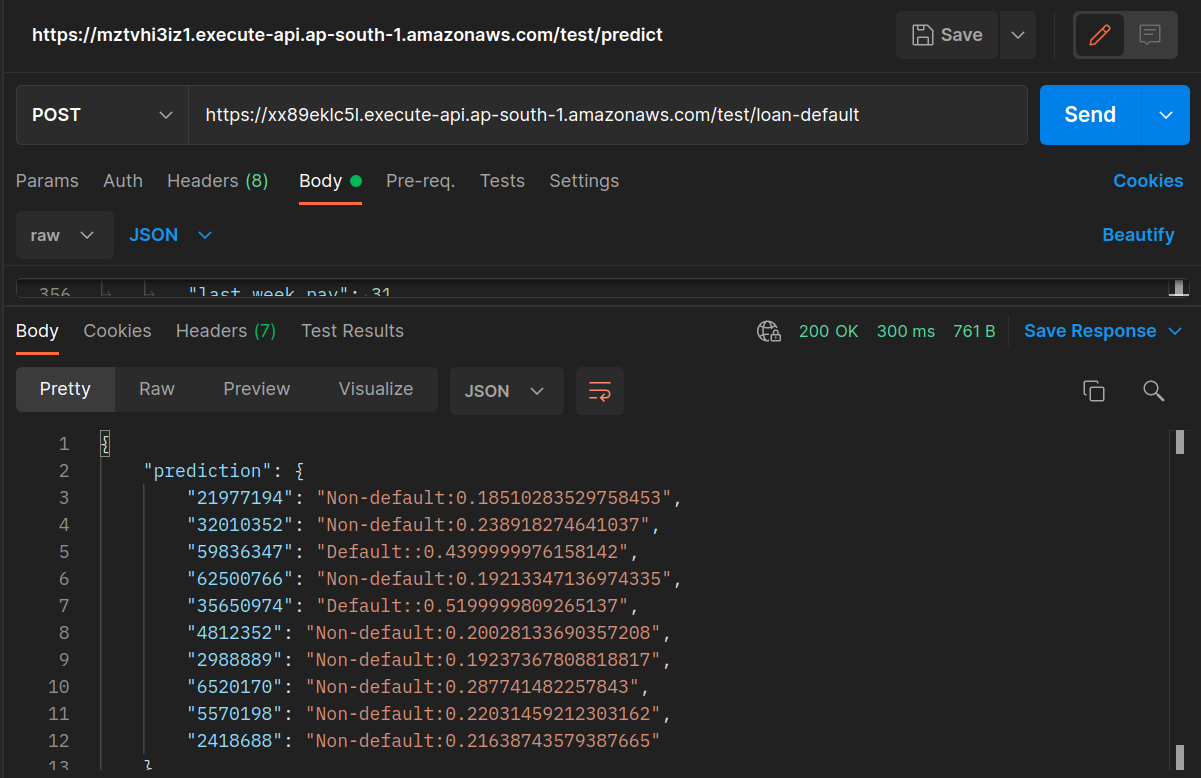 https://mztvhi3iz1.execute-api.ap-south-1.amazonaws.com/test/predict Save
POST https://xx89eklc5l.execute-api.ap-south-1.amazonaws.com/test/loan-default Send
Params Auth Headers (8) Body Pre-req. Tests Settings Cookies
raw JSON Beautify
356 "last_week_pay": 31
Body Cookies Headers (7) Test Results 200 OK 300 ms 761 B Save Response
Pretty Raw Preview Visualize JSON
1 {
2 "prediction": {
3 "21977194": "Non-default:0.18510283529758453",
4 "32010352": "Non-default:0.238918274641037",
5 "59836347": "Default::0.4399999976158142",
6 "62500766": "Non-default:0.19213347136974335",
7 "35650974": "Default::0.5199999809265137",
8 "4812352": "Non-default:0.20028133690357208",
9 "2988889": "Non-default:0.19237367808818817",
10 "6520170": "Non-default:0.287741482257843",
11 "5570198": "Non-default:0.22031459212303162",
12 "2418688": "Non-default:0.21638743579387665"
13 }